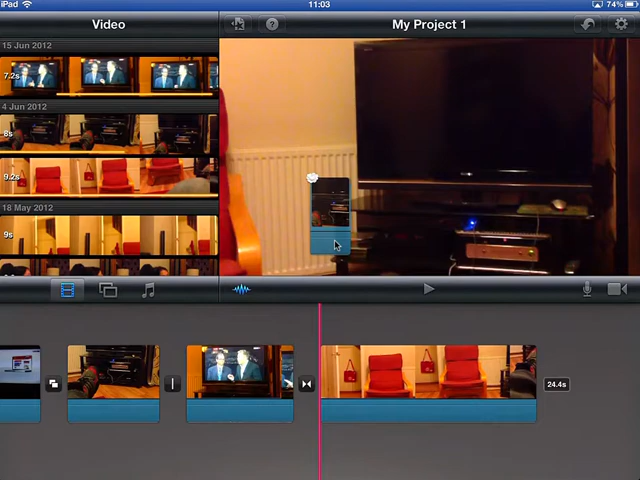 iPad 11:03 74%
Video My Project 1
?
15 Jun 2012
7.2s
4 Jun 2012
8s
9.2s
18 May 2012
9s
24.4s